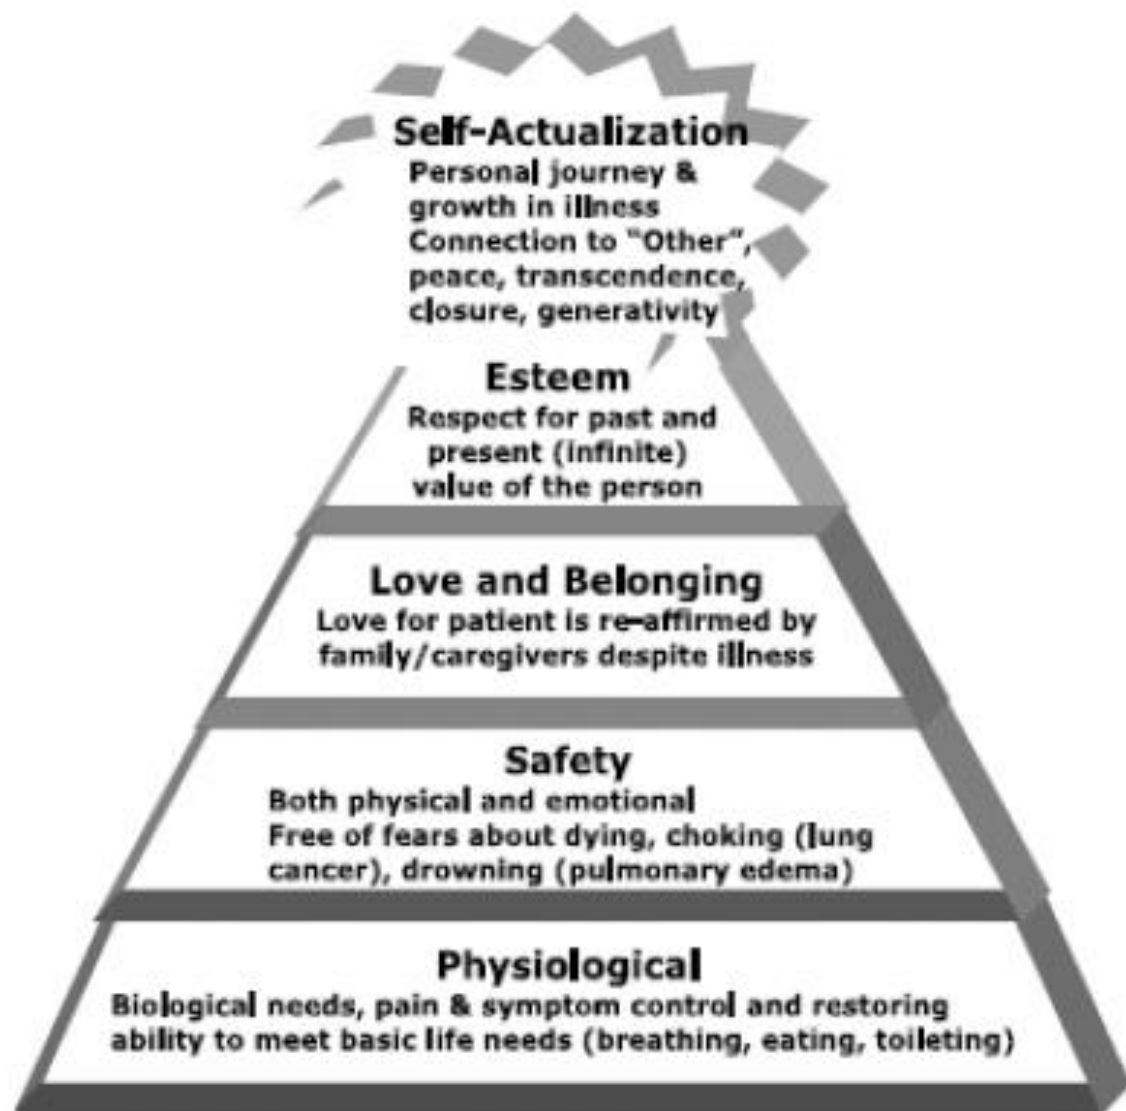 Self-Actualization
Personal journey &
growth in illness
Connection to “Other”,
peace, transcendence,
closure, generativity
Esteem
Respect for past and
present (infinite)
value of the person
Love and Belonging
Love for patient is re-affirmed by
family/caregivers despite illness
Safety
Both physical and emotional
Free of fears about dying, choking (lung
cancer), drowning (pulmonary edema)
Physiological
Biological needs, pain & symptom control and restoring
ability to meet basic life needs (breathing, eating, toileting)